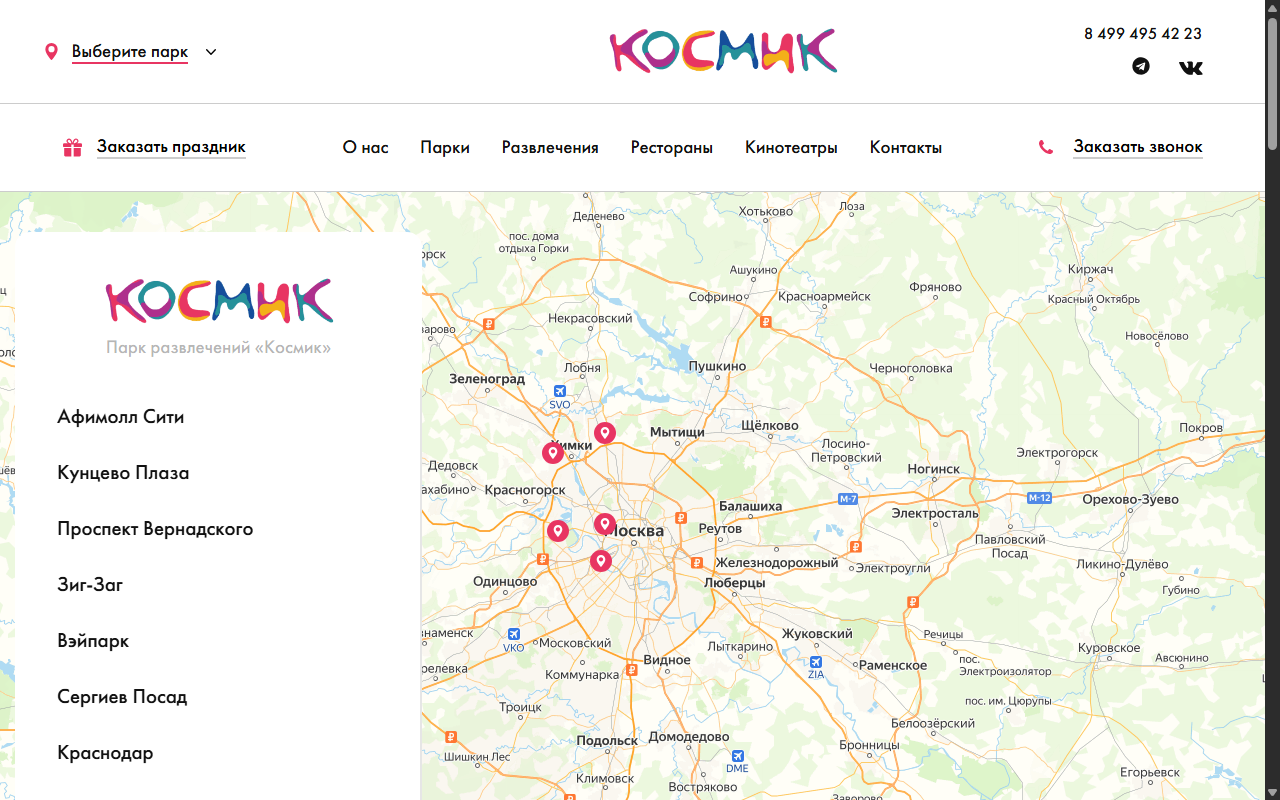 Выберите парк
КОСМИК
8 499 495 42 23
Заказать праздник
О нас
Парки
Развлечения
Рестораны
Кинотеатры
Контакты
Заказать звонок
КОСМИК
Парк развлечений «Космик»
Афимолл Сити
Кунцево Плаза
Проспект Вернадского
Зиг-Заг
Вэйпарк
Сергиев Посад
Краснодар
Деденево
Хотьково
Лоза
пос. дома
отдыха Горки
Ашукино
Киржач
Софрино
Красноармейск
Фряново
Красный Октябрь
Некрасовский
Новосёлово
Лобня
Пушкино
Черноголовка
Зеленоград
SVO
Химки
Мытищи
Щёлково
Покров
Лосино-
Петровский
Электрогорск
Дедовск
Ногинск
Красногорск
М-7
М-12
Орехово-Зуево
Балашиха
Электросталь
Москва
Реутов
Павловский
Посад
Железнодорожный
Электроугли
Ликино-Дулёво
Одинцово
Люберцы
Губино
VKO
Московский
Жуковский
Речицы
Лыткарино
Куровское
Видное
ZIA
Раменское
пос.
Электроизолятор
Авсюнино
Коммунарка
Троицк
пос. им. Цюрупы
Белоозёрский
Подольск
Домодедово
Бронницы
Шишкин Лес
DME
Егорьевск
Климовск
Востряково